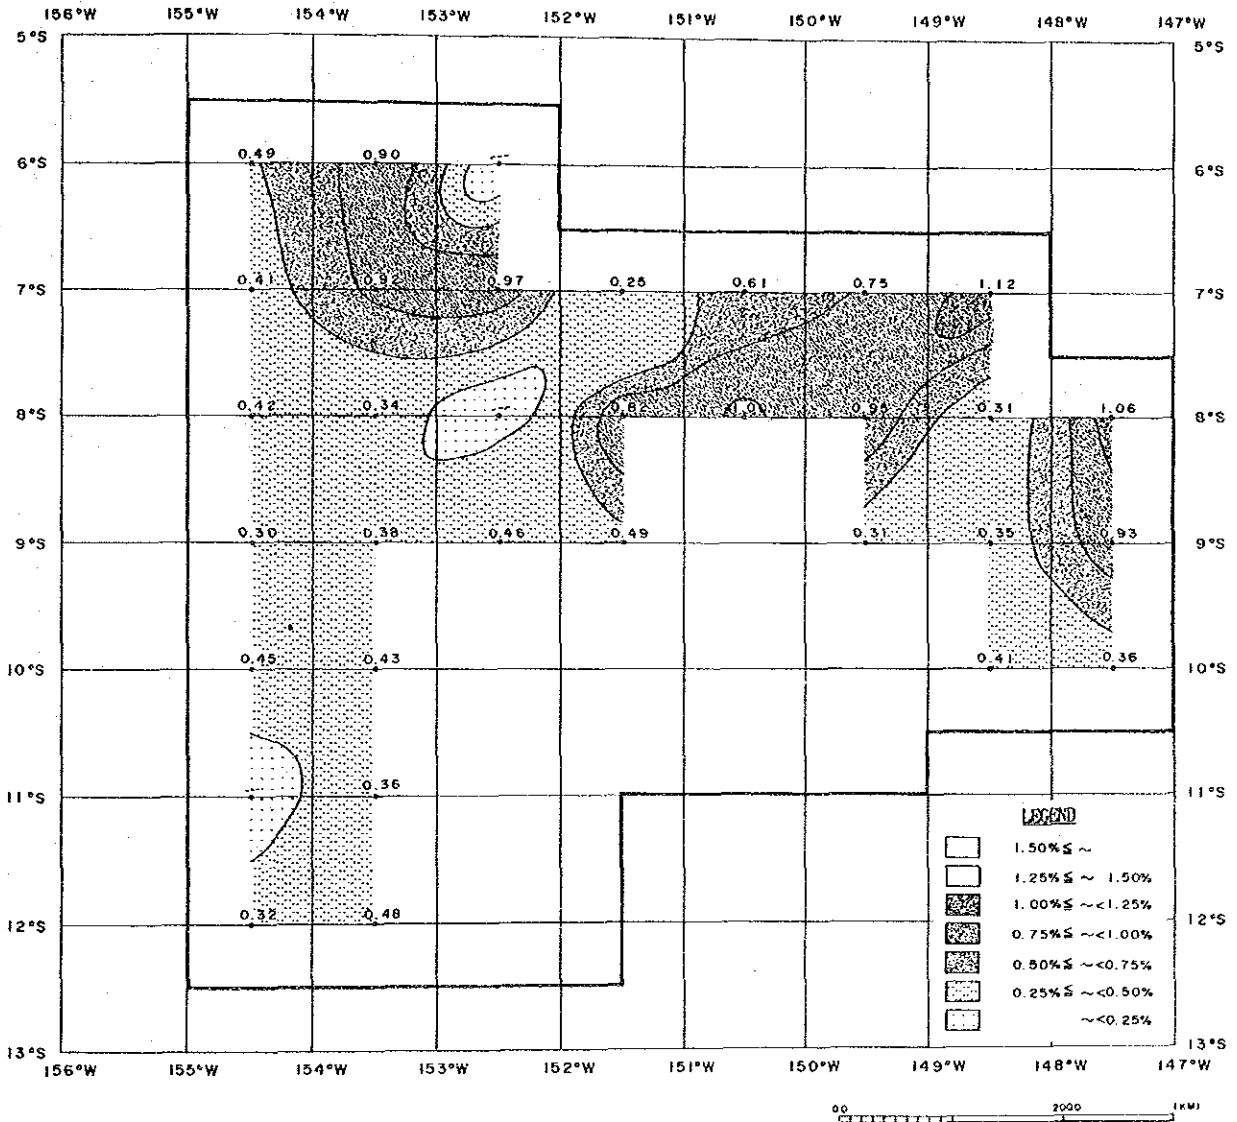 156°W 155°W 154°W 153°W 152°W 151°W 150°W 149°W 148°W 147°W
5°S 5°S
6°S 0.49 0.90 6°S
7°S 0.41 0.92 0.97 0.25 0.61 0.75 1.12 7°S
8°S 0.42 0.34 1.00 0.95 0.31 1.06 8°S
9°S 0.30 0.38 0.46 0.49 0.31 0.35 0.93 9°S
10°S 0.45 0.43 0.41 0.36 10°S
11°S 0.36 11°S
LEGEND
1.50%≦ ~
1.25%≦ ~ 1.50%
1.00%≦ ~<1.25%
0.75%≦ ~<1.00%
0.50%≦ ~<0.75%
0.25%≦ ~<0.50%
~<0.25%
12°S 0.32 0.48 12°S
13°S 13°S
156°W 155°W 154°W 153°W 152°W 151°W 150°W 149°W 148°W 147°W
00 2000 (KM)